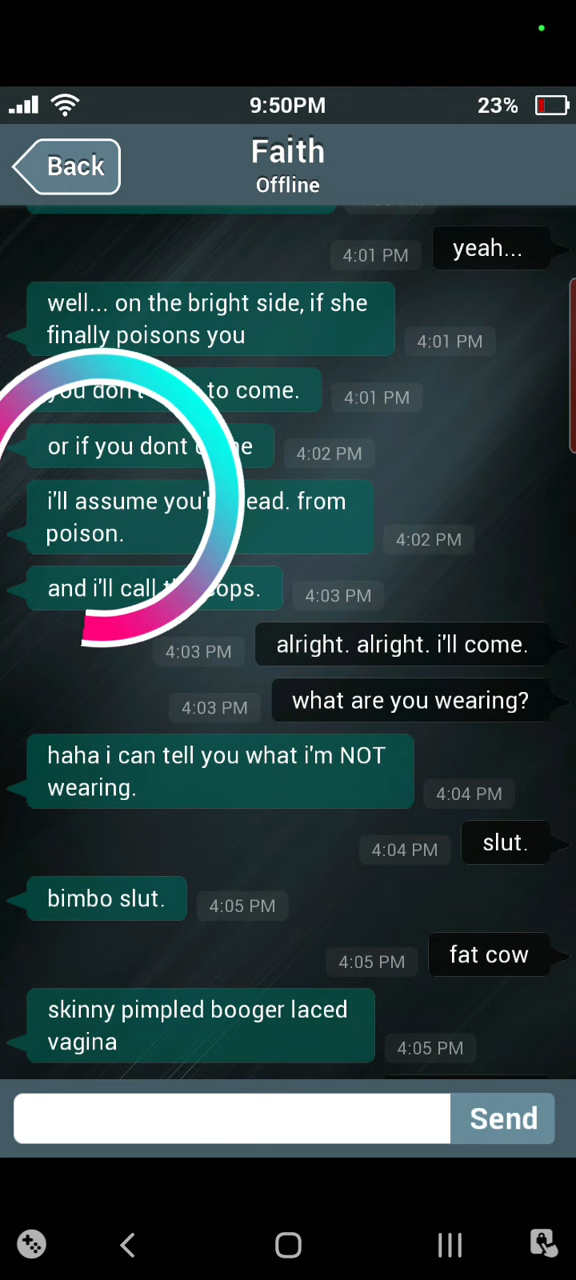 9:50PM
23%
Back
Faith
Offline
4:01 PM
yeah...
well... on the bright side, if she
finally poisons you
4:01 PM
you don't to come.
4:01 PM
or if you dont
4:02 PM
i'll assume dead. from
poison.
4:02 PM
and i'll call cops.
4:03 PM
4:03 PM
alright. alright. i'll come.
4:03 PM
what are you wearing?
haha i can tell you what i'm NOT
wearing.
4:04 PM
4:04 PM
slut.
bimbo slut.
4:05 PM
4:05 PM
fat cow
skinny pimpled booger laced
vagina
4:05 PM
Send